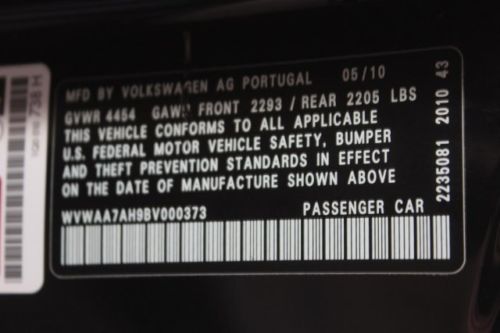 MFD BY VOLKSWAGEN AG PORTUGAL 05/10
GVWR 4454 GAWR FRONT 2293 / REAR 2205 LBS
THIS VEHICLE CONFORMS TO ALL APPLICABLE
U.S. FEDERAL MOTOR VEHICLE SAFETY, BUMPER
AND THEFT PREVENTION STANDARDS IN EFFECT
ON THE DATE OF MANUFACTURE SHOWN ABOVE
WVWAA7AH9BV000373 PASSENGER CAR
2235081 2010 43
738 H